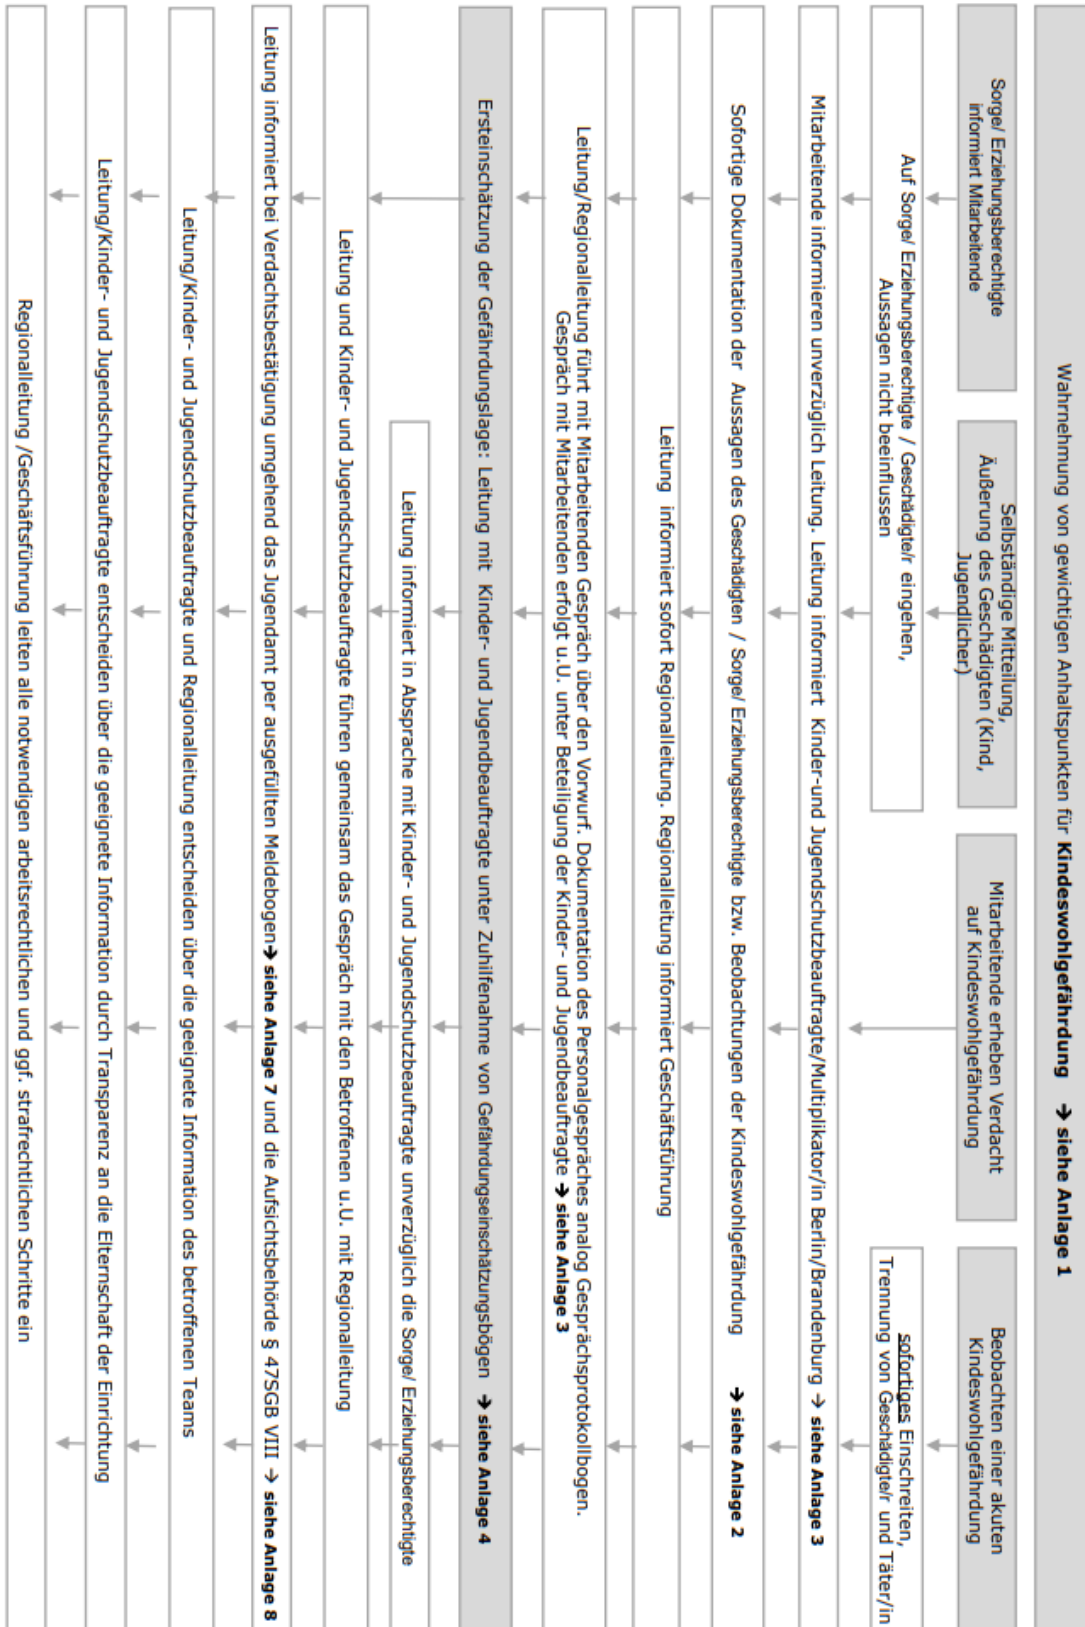 Wahrnehmung von gewichtigen Anhaltspunkten für Kindeswohlgefährdung → siehe Anlage 1
Sorge/ Erziehungsberechtigte
informiert Mitarbeitende
Selbständige Mitteilung,
Äußerung des Geschädigten (Kind,
Jugendlicher)
Mitarbeitende erheben Verdacht
auf Kindeswohlgefährdung
Beobachten einer akuten
Kindeswohlgefährdung
Auf Sorge/ Erziehungsberechtigte / Geschädigte/r eingehen,
Aussagen nicht beeinflussen
sofortiges Einschreiten,
Trennung von Geschädigte/r und Täter/in
Mitarbeitende informieren unverzüglich Leitung. Leitung informiert Kinder-und Jugendschutzbeauftragte/Multiplikator/in Berlin/Brandenburg → siehe Anlage 3
Sofortige Dokumentation der Aussagen des Geschädigten / Sorge/ Erziehungsberechtigte bzw. Beobachtungen der Kindeswohlgefährdung → siehe Anlage 2
Leitung informiert sofort Regionalleitung. Regionalleitung informiert Geschäftsführung
Leitung/Regionalleitung führt mit Mitarbeitenden Gespräch über den Vorwurf. Dokumentation des Personalgespräches analog Gesprächsprotokollbogen.
Gespräch mit Mitarbeitenden erfolgt u.U. unter Beteiligung der Kinder- und Jugendbeauftragte → siehe Anlage 3
Ersteinschätzung der Gefährdungslage: Leitung mit Kinder- und Jugendbeauftragte unter Zuhilfenahme von Gefährdungseinschätzungsbögen → siehe Anlage 4
Leitung informiert in Absprache mit Kinder- und Jugendschutzbeauftragte unverzüglich die Sorge/ Erziehungsberechtigte
Leitung und Kinder- und Jugendschutzbeauftragte führen gemeinsam das Gespräch mit den Betroffenen u.U. mit Regionalleitung
Leitung informiert bei Verdachtsbestätigung umgehend das Jugendamt per ausgefüllten Meldebogen→ siehe Anlage 7 und die Aufsichtsbehörde § 47SGB VIII → siehe Anlage 8
Leitung/Kinder- und Jugendschutzbeauftragte und Regionalleitung entscheiden über die geeignete Information des betroffenen Teams
Leitung/Kinder- und Jugendschutzbeauftragte entscheiden über die geeignete Information durch Transparenz an die Elternschaft der Einrichtung
Regionalleitung /Geschäftsführung leiten alle notwendigen arbeitsrechtlichen und ggf. strafrechtlichen Schritte ein